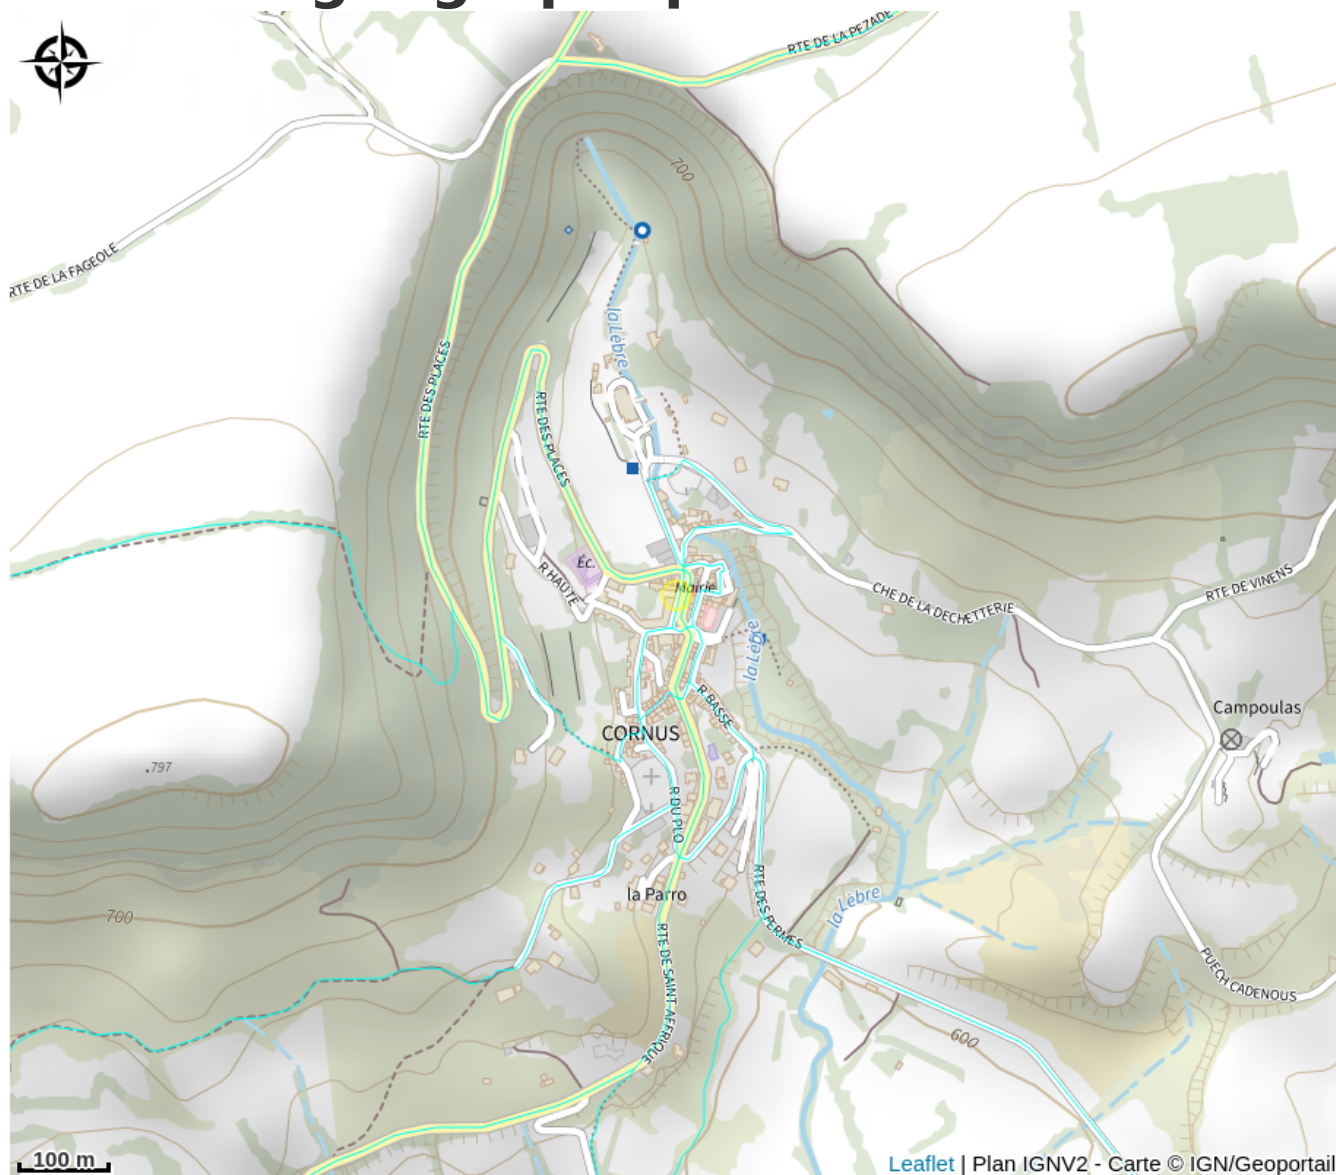 RTE DE LA PEZADE
700
RTE DE LA FAGEOLE
la Lèbre
RTE DES PLACES
RTE DES PLACES
Éc.
R HAUTE
Mairie
CHE DE LA DECHETTERIE
RTE DE VINENS
la Lèbre
R BASSE
Campoulas
CORNUS
.797
R DU PLO
la Parro
RTE DES FERMES
la Lèbre
700
RTE DE SAINT AFFRIQUE
PUECH CADENOUS
600
100 m
Leaflet | Plan IGNV2 - Carte © IGN/Geoportail